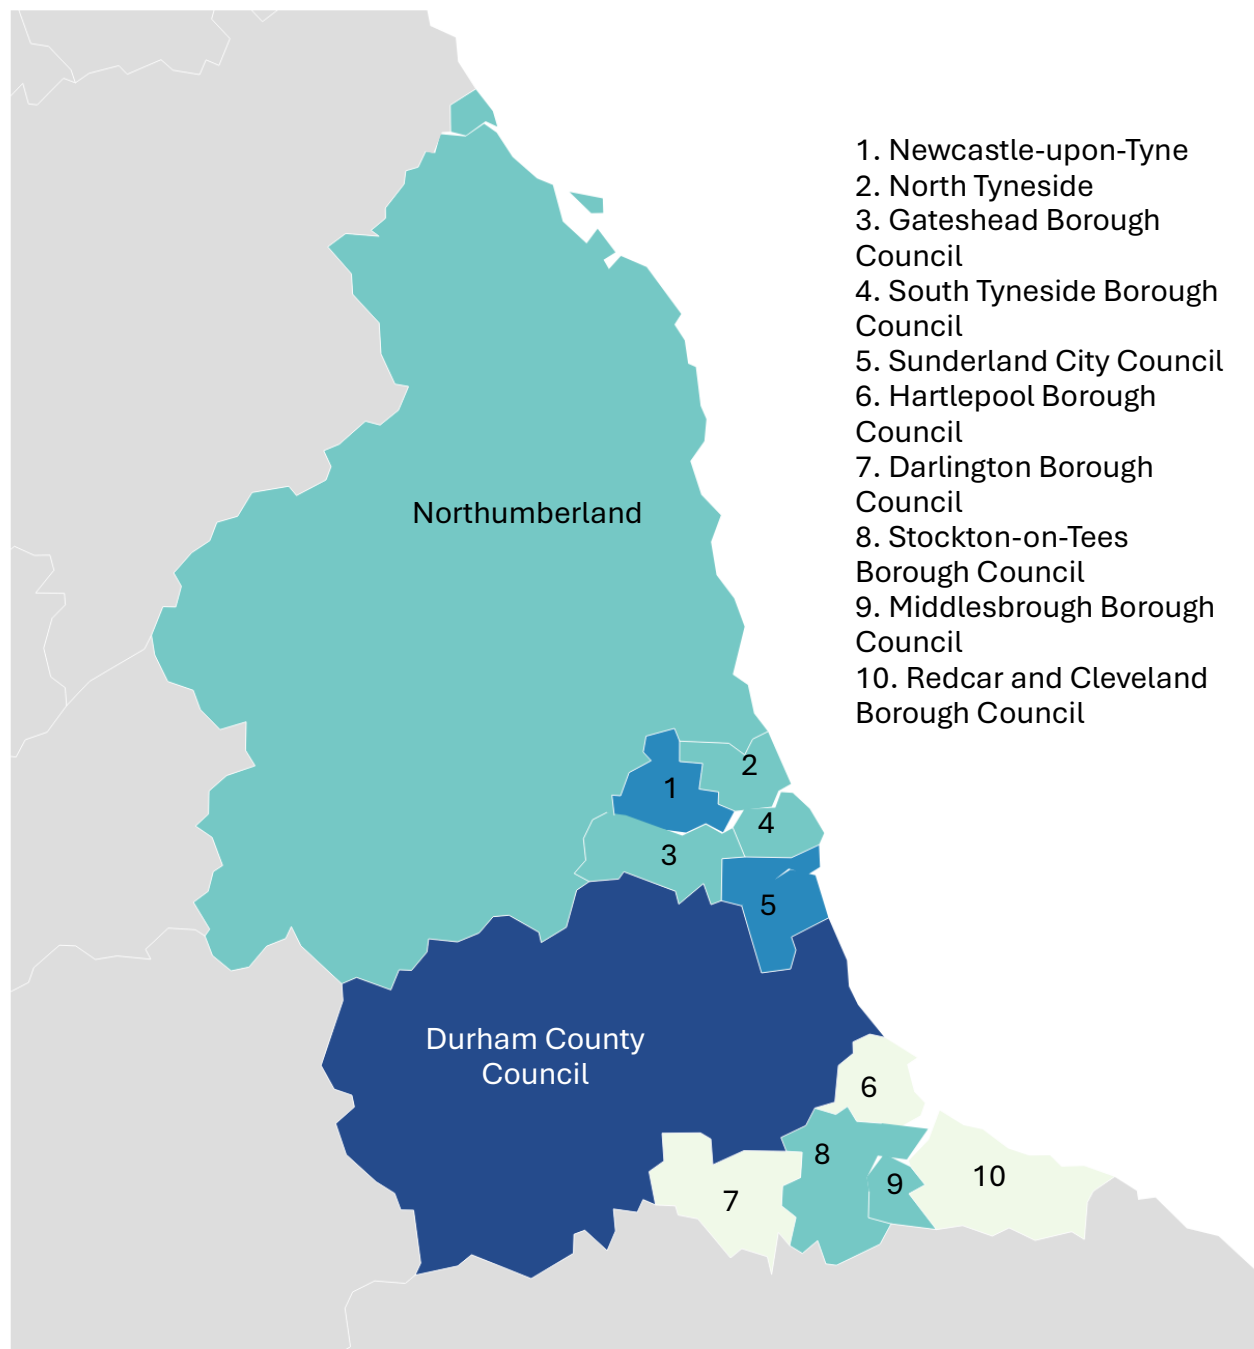 1. Newcastle-upon-Tyne
2. North Tyneside
3. Gateshead Borough
Council
4. South Tyneside Borough
Council
5. Sunderland City Council
6. Hartlepool Borough
Council
7. Darlington Borough
Council
8. Stockton-on-Tees
Borough Council
9. Middlesbrough Borough
Council
10. Redcar and Cleveland
Borough Council
Northumberland
1
2
3
4
5
Durham County
Council
6
7
8
9
10